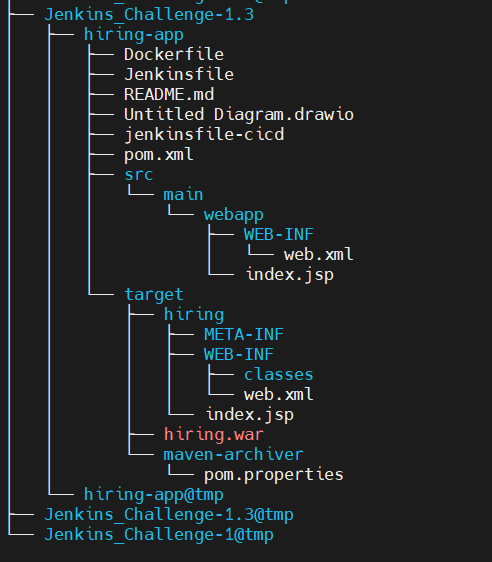 ├── Jenkins_Challenge-1.3
│   ├── hiring-app
│   │   ├── Dockerfile
│   │   ├── Jenkinsfile
│   │   ├── README.md
│   │   ├── Untitled Diagram.drawio
│   │   ├── jenkinsfile-cicd
│   │   ├── pom.xml
│   │   ├── src
│   │   │   └── main
│   │   │       └── webapp
│   │   │           ├── WEB-INF
│   │   │           │   └── web.xml
│   │   │           └── index.jsp
│   │   └── target
│   │       ├── hiring
│   │       │   ├── META-INF
│   │       │   ├── WEB-INF
│   │       │   │   ├── classes
│   │       │   │   └── web.xml
│   │       │   └── index.jsp
│   │       ├── hiring.war
│   │       └── maven-archiver
│   │           └── pom.properties
│   └── hiring-app@tmp
├── Jenkins_Challenge-1.3@tmp
└── Jenkins_Challenge-1@tmp